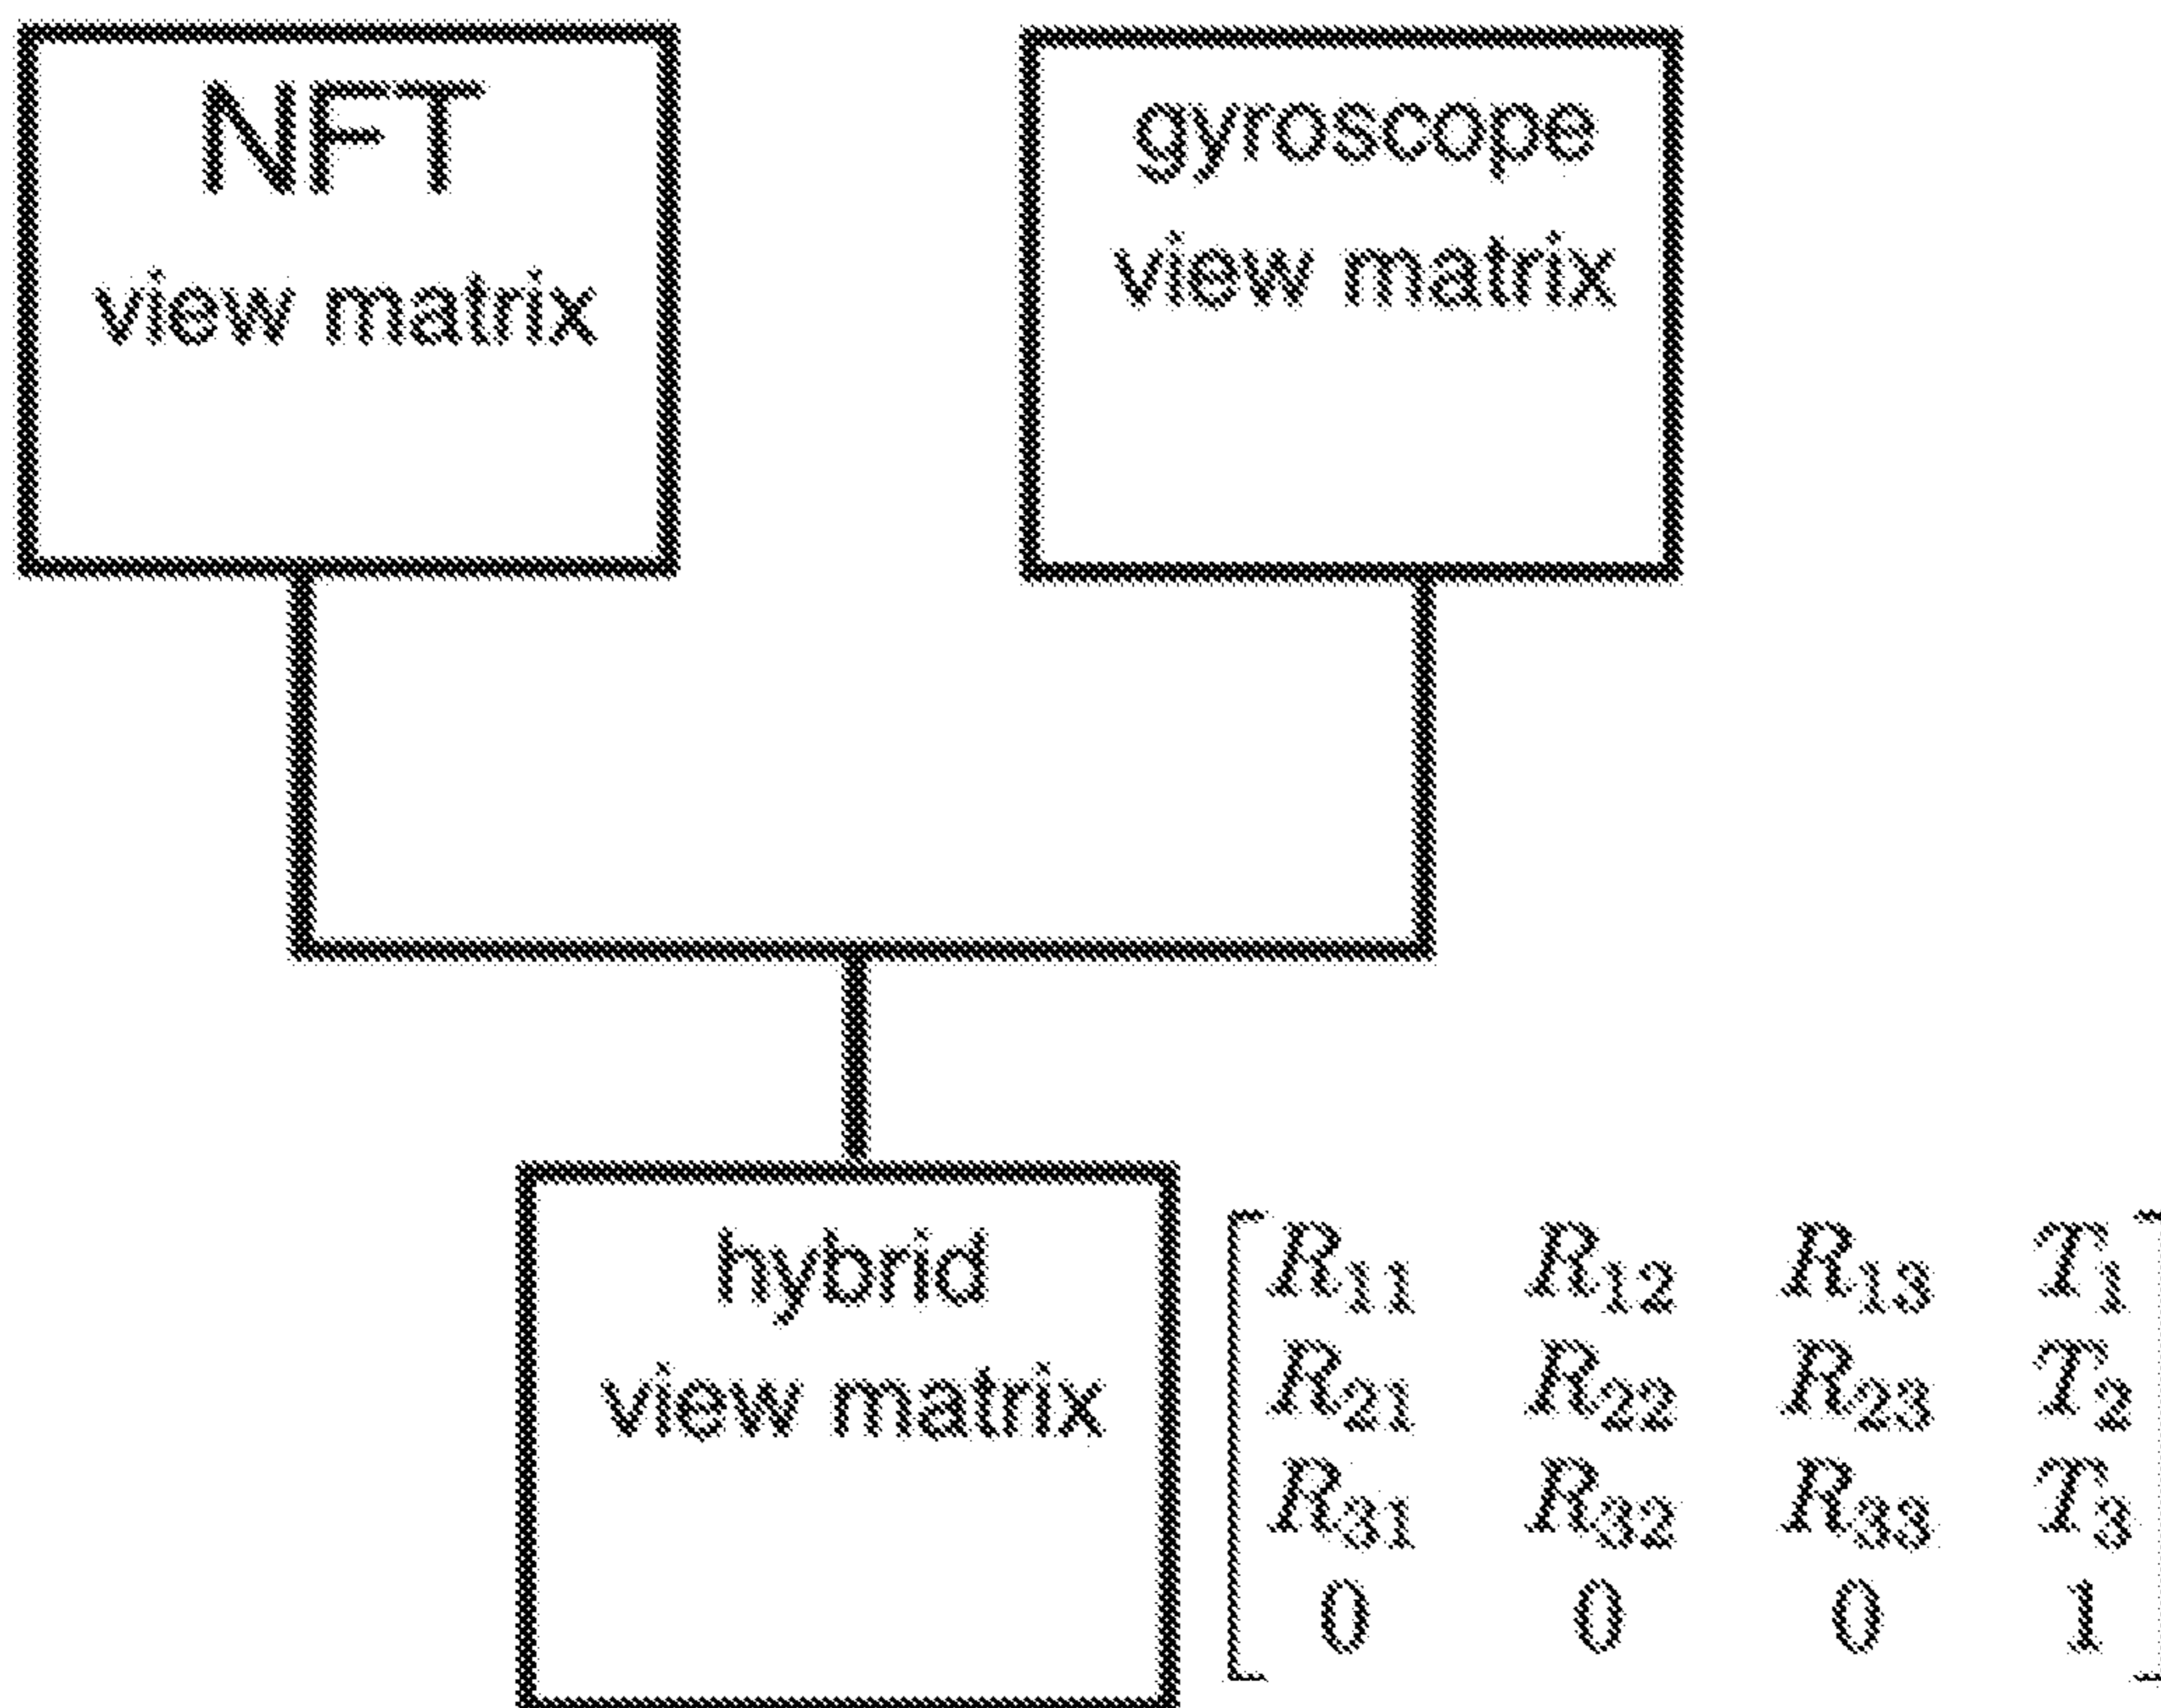 NFT
view matrix
gyroscope
view matrix
hybrid
view matrix
R₁₁ R₁₂ R₁₃ T₁
R₂₁ R₂₂ R₂₃ T₂
R₃₁ R₃₂ R₃₃ T₃
0 0 0 1